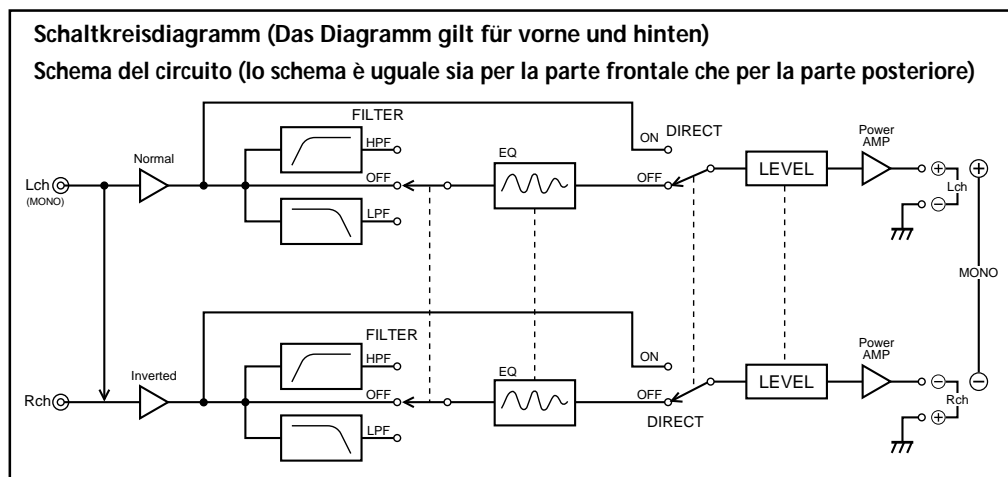 Schaltkreisdiagramm (Das Diagramm gilt für vorne und hinten)
Schema del circuito (lo schema è uguale sia per la parte frontale che per la parte posteriore)
FILTER
HPF
OFF
LPF
Normal
Lch
(MONO)
EQ
ON
DIRECT
OFF
LEVEL
Power
AMP
+
Lch
−
+
MONO
−
FILTER
HPF
OFF
LPF
Inverted
Rch
EQ
ON
OFF
DIRECT
LEVEL
Power
AMP
−
Rch
+